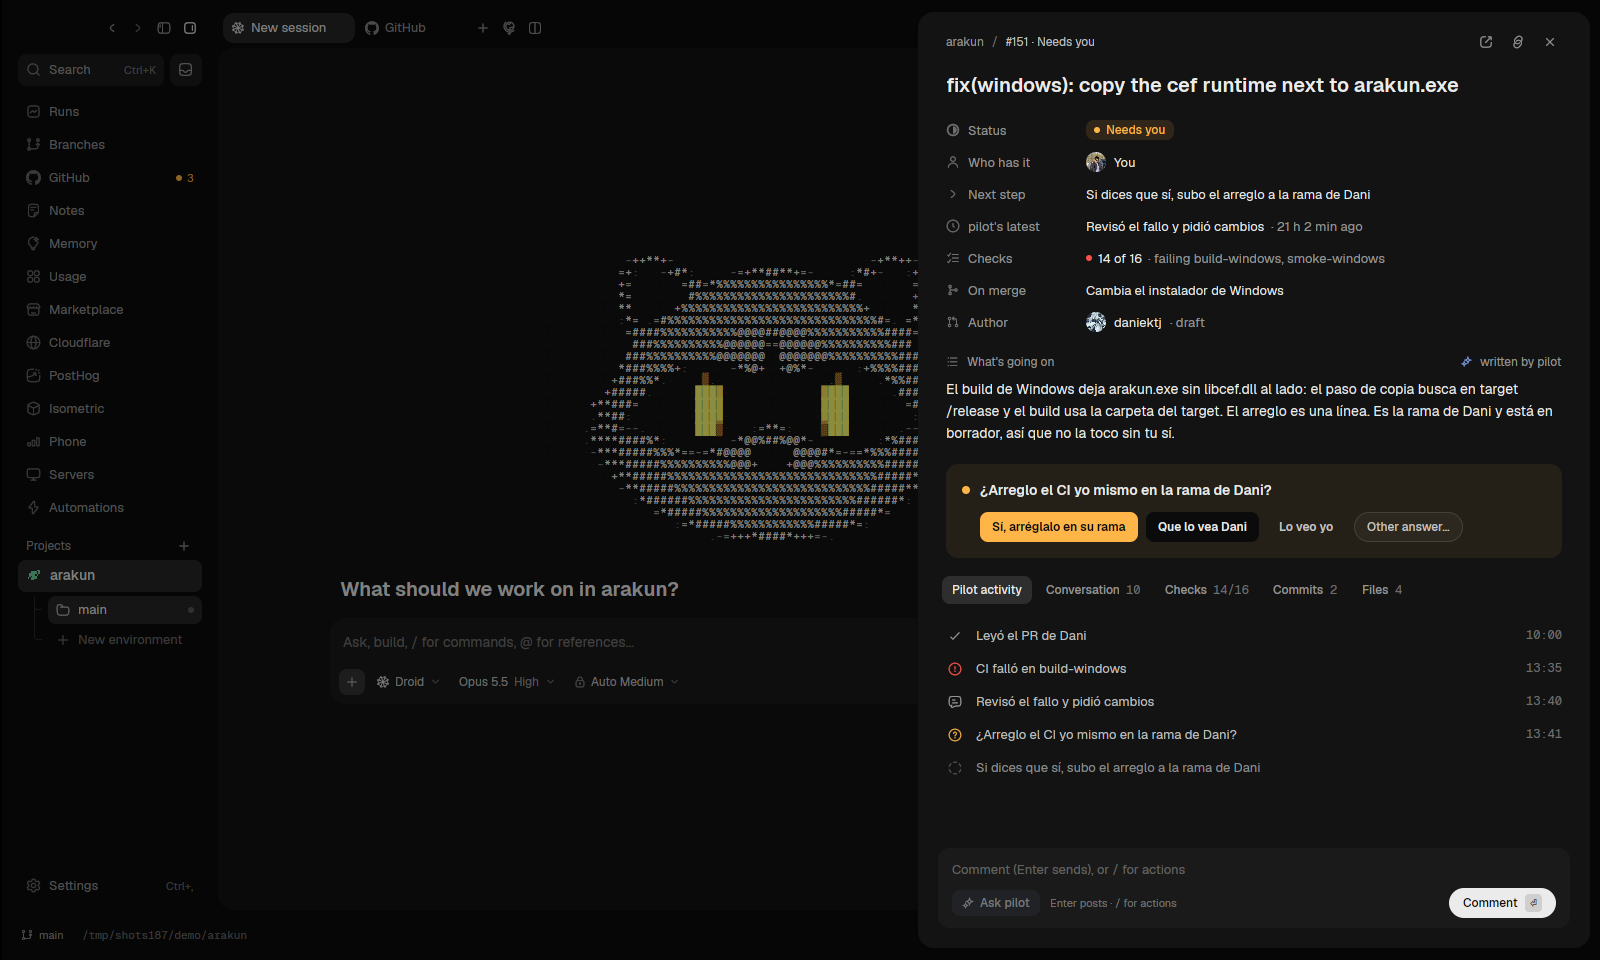 New session
GitHub
Search Ctrl+K
Runs
Branches
GitHub 3
Notes
Memory
Usage
Marketplace
Cloudflare
PostHog
Isometric
Phone
Servers
Automations
Projects
arakun
main
New environment
Settings Ctrl+,
main /tmp/shots187/demo/arakun
What should we work on in arakun?
Ask, build, / for commands, @ for references...
Droid Opus 5.5 High Auto Medium
arakun / #151 · Needs you
fix(windows): copy the cef runtime next to arakun.exe
Status Needs you
Who has it You
Next step Si dices que sí, subo el arreglo a la rama de Dani
pilot's latest Revisó el fallo y pidió cambios · 21 h 2 min ago
Checks 14 of 16 · failing build-windows, smoke-windows
On merge Cambia el instalador de Windows
Author daniektj · draft
What's going on written by pilot
El build de Windows deja arakun.exe sin libcef.dll al lado: el paso de copia busca en target
/release y el build usa la carpeta del target. El arreglo es una línea. Es la rama de Dani y está en
borrador, así que no la toco sin tu sí.
¿Arreglo el CI yo mismo en la rama de Dani?
Sí, arréglalo en su rama Que lo vea Dani Lo veo yo Other answer...
Pilot activity Conversation 10 Checks 14/16 Commits 2 Files 4
Leyó el PR de Dani 10:00
CI falló en build-windows 13:35
Revisó el fallo y pidió cambios 13:40
¿Arreglo el CI yo mismo en la rama de Dani? 13:41
Si dices que sí, subo el arreglo a la rama de Dani
Comment (Enter sends), or / for actions
Ask pilot Enter posts · / for actions Comment